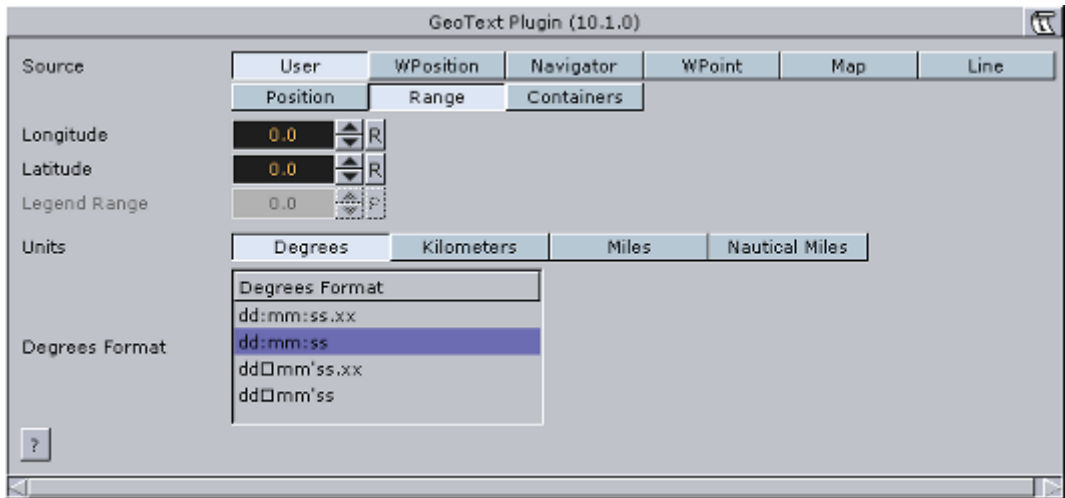 GeoText Plugin (10.1.0)
Source User WPosition Navigator WPoint Map Line
Position Range Containers
Longitude 0.0 R
Latitude 0.0 R
Legend Range 0.0 R
Units Degrees Kilometers Miles Nautical Miles
Degrees Format
dd:mm:ss.xx
Degrees Format dd:mm:ss
dd□mm'ss.xx
dd□mm'ss
?